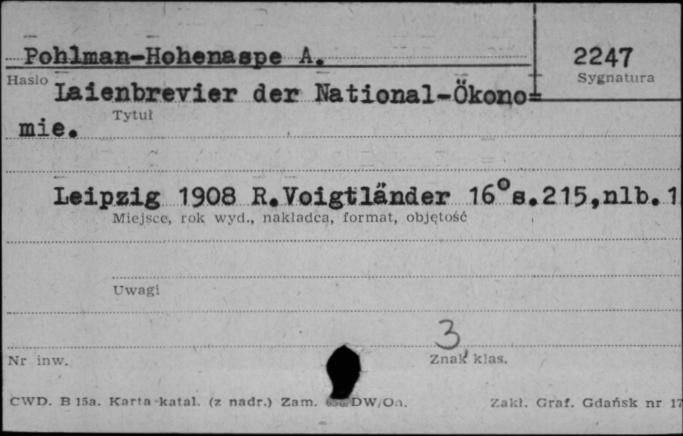 Pohlman-Hohenaspe A.
2247
Hasło
Sygnatura
Laienbrevier der National-Ökono=
Tytuł
mie.
Leipzig 1908 R.Voigtländer 16° s.215,nlb.1
Miejsce, rok wyd., nakładca, format, objętość
Uwagi
3
Nr inw.
Znak klas.
CWD. B 15a. Karta katal. (z nadr.) Zam. DW/On.
Zakł. Graf. Gdańsk nr 17